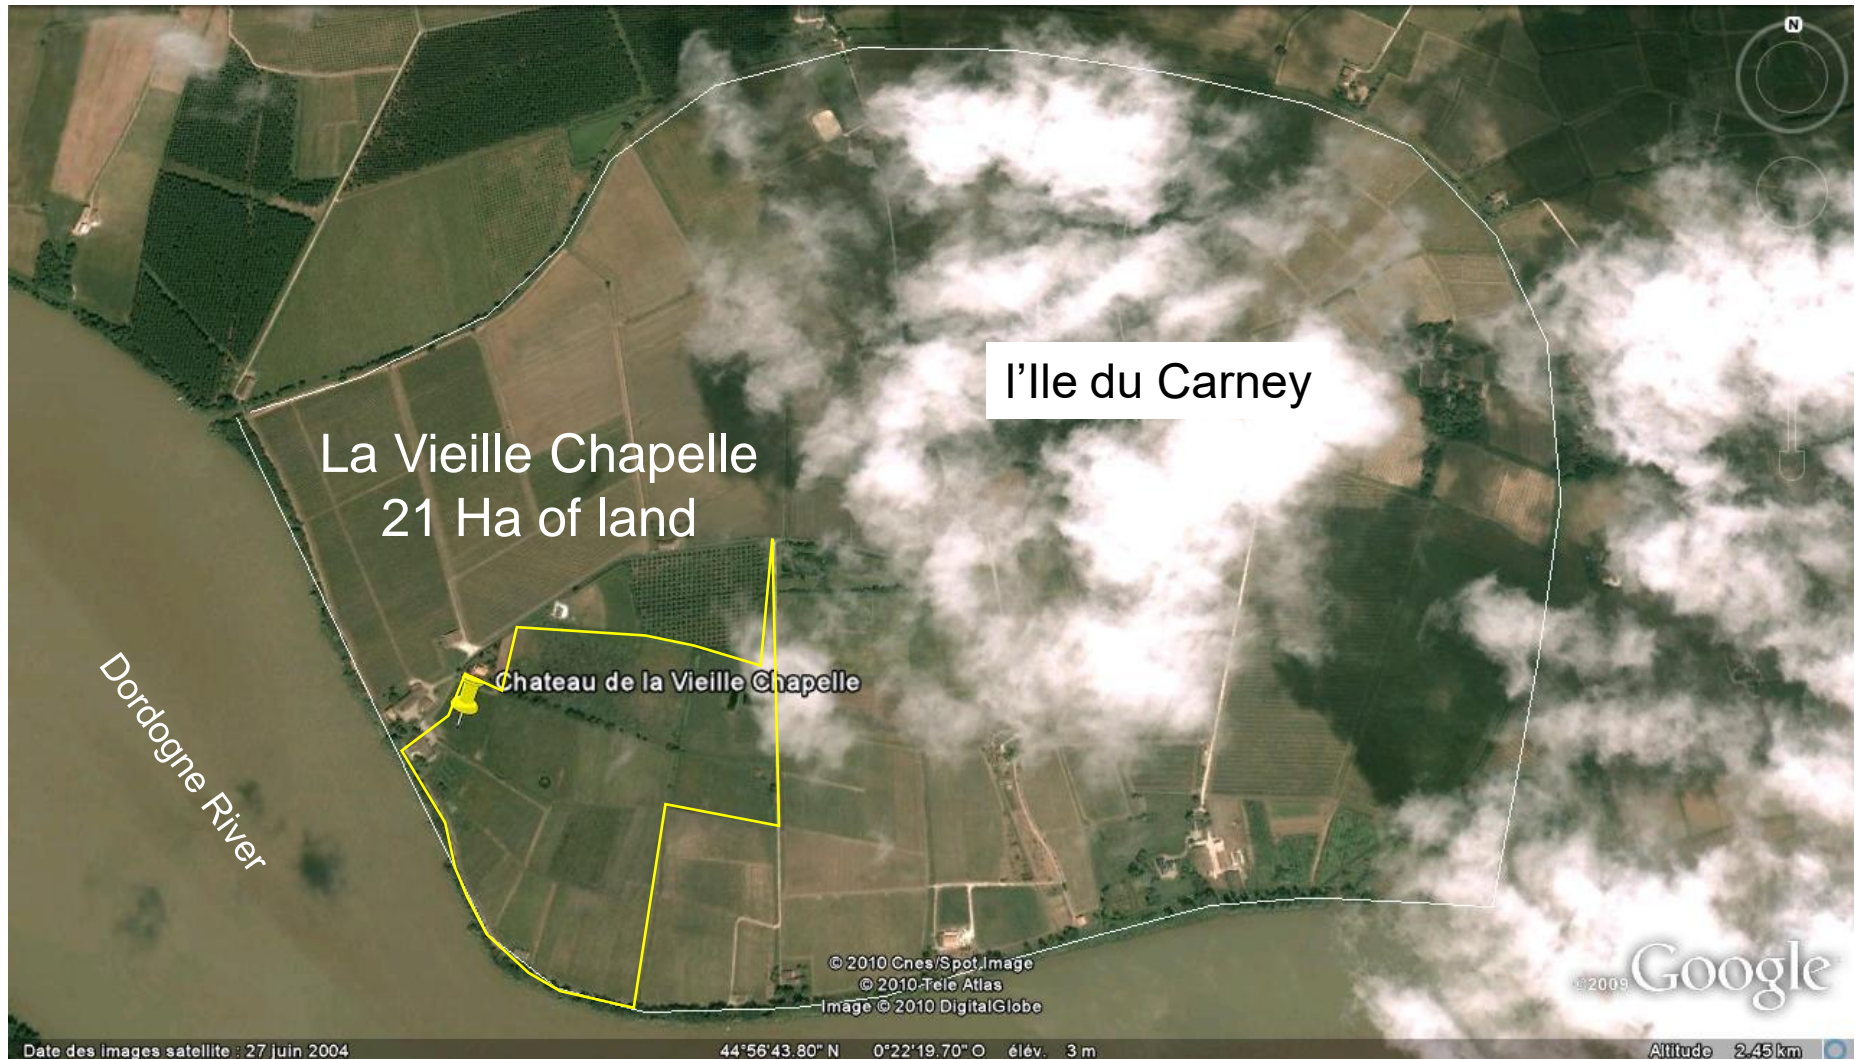 N
l’Ile du Carney
La Vieille Chapelle
21 Ha of land
Chateau de la Vieille Chapelle
Dordogne River
© 2010 Cnes/Spot Image
© 2010 Tele Atlas
Image © 2010 DigitalGlobe
©2009 Google
Date des images satellite : 27 juin 2004
44°56'43.80" N 0°22'19.70" O élév. 3 m
Altitude 2.45 km